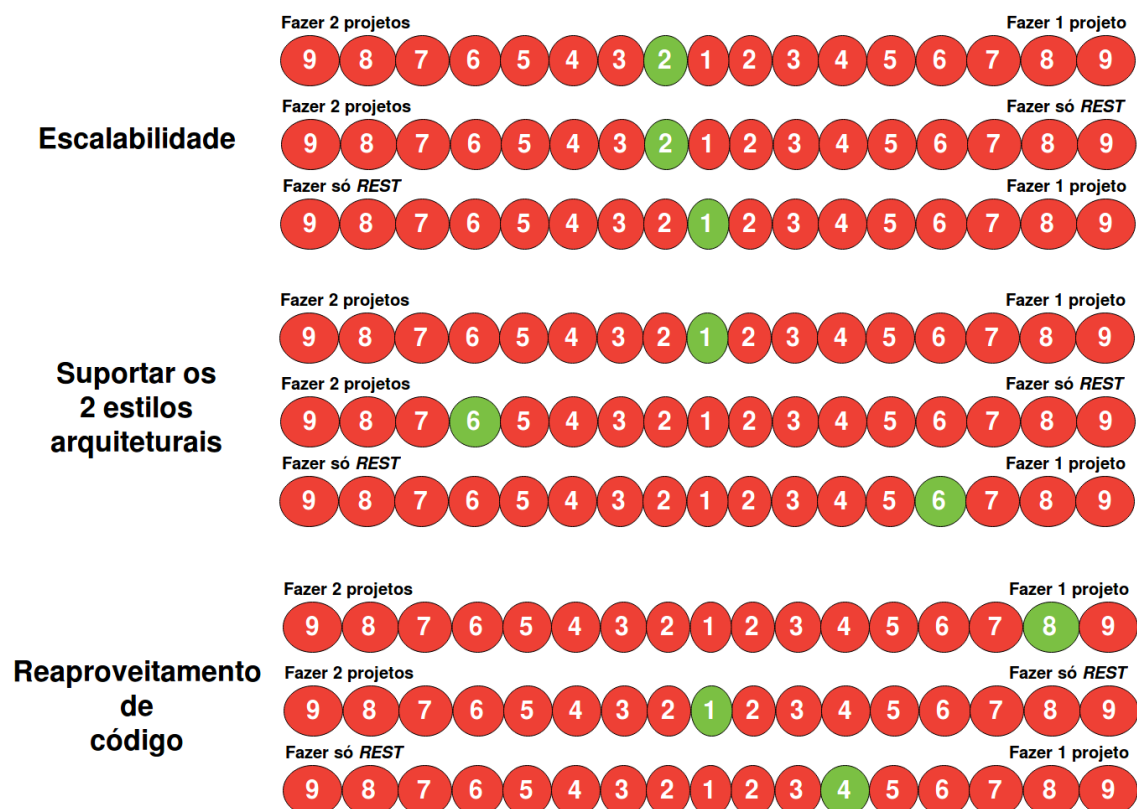 Fazer 2 projetos Fazer 1 projeto
9 8 7 6 5 4 3 2 1 2 3 4 5 6 7 8 9
Escalabilidade
Fazer 2 projetos Fazer só REST
9 8 7 6 5 4 3 2 1 2 3 4 5 6 7 8 9
Fazer só REST Fazer 1 projeto
9 8 7 6 5 4 3 2 1 2 3 4 5 6 7 8 9
Suportar os
2 estilos
arquiteturais
Fazer 2 projetos Fazer 1 projeto
9 8 7 6 5 4 3 2 1 2 3 4 5 6 7 8 9
Fazer 2 projetos Fazer só REST
9 8 7 6 5 4 3 2 1 2 3 4 5 6 7 8 9
Fazer só REST Fazer 1 projeto
9 8 7 6 5 4 3 2 1 2 3 4 5 6 7 8 9
Reaproveitamento
de
código
Fazer 2 projetos Fazer 1 projeto
9 8 7 6 5 4 3 2 1 2 3 4 5 6 7 8 9
Fazer 2 projetos Fazer só REST
9 8 7 6 5 4 3 2 1 2 3 4 5 6 7 8 9
Fazer só REST Fazer 1 projeto
9 8 7 6 5 4 3 2 1 2 3 4 5 6 7 8 9